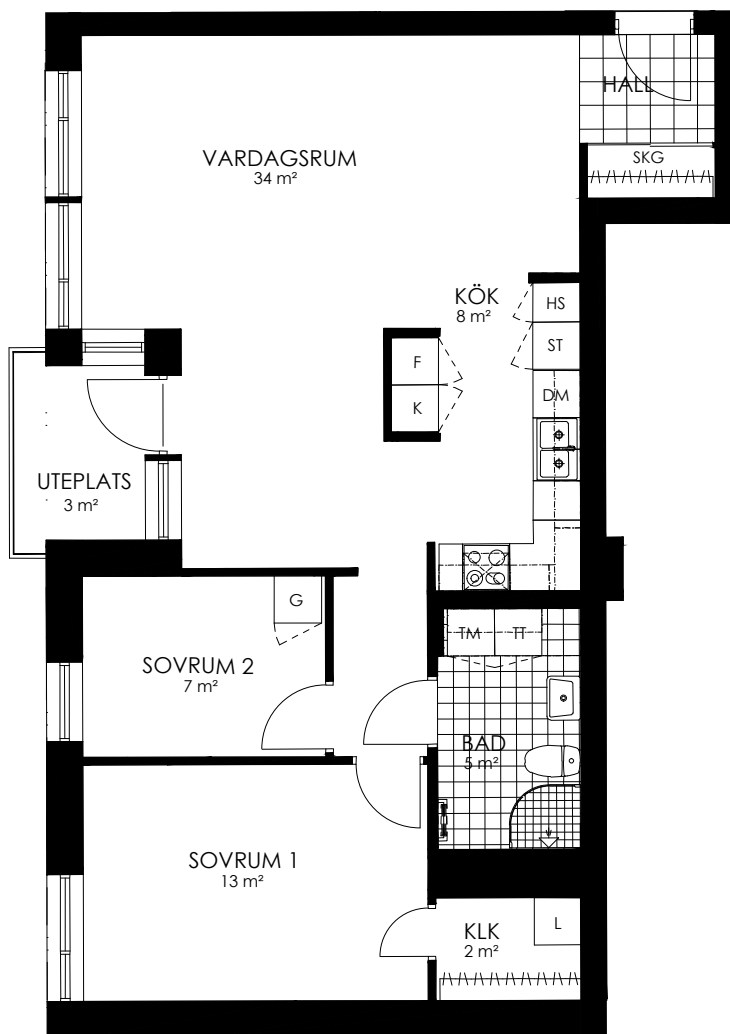 HALL
SKG
VARDAGSRUM
34 m²
KÖK
8 m²
HS
ST
F
K
DM
UTEPLATS
3 m²
G
SOVRUM 2
7 m²
TM
TT
BAD
5 m²
SOVRUM 1
13 m²
KLK
2 m²
L